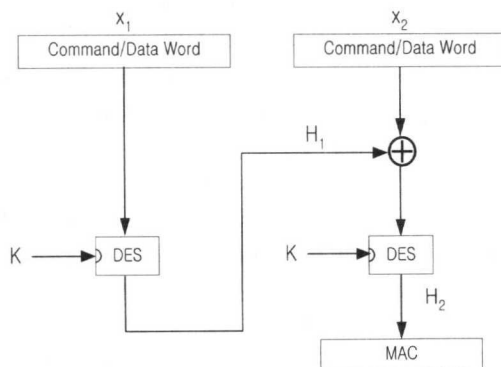 x₁ x₂
Command/Data Word Command/Data Word
H₁
K DES K DES
H₂
MAC